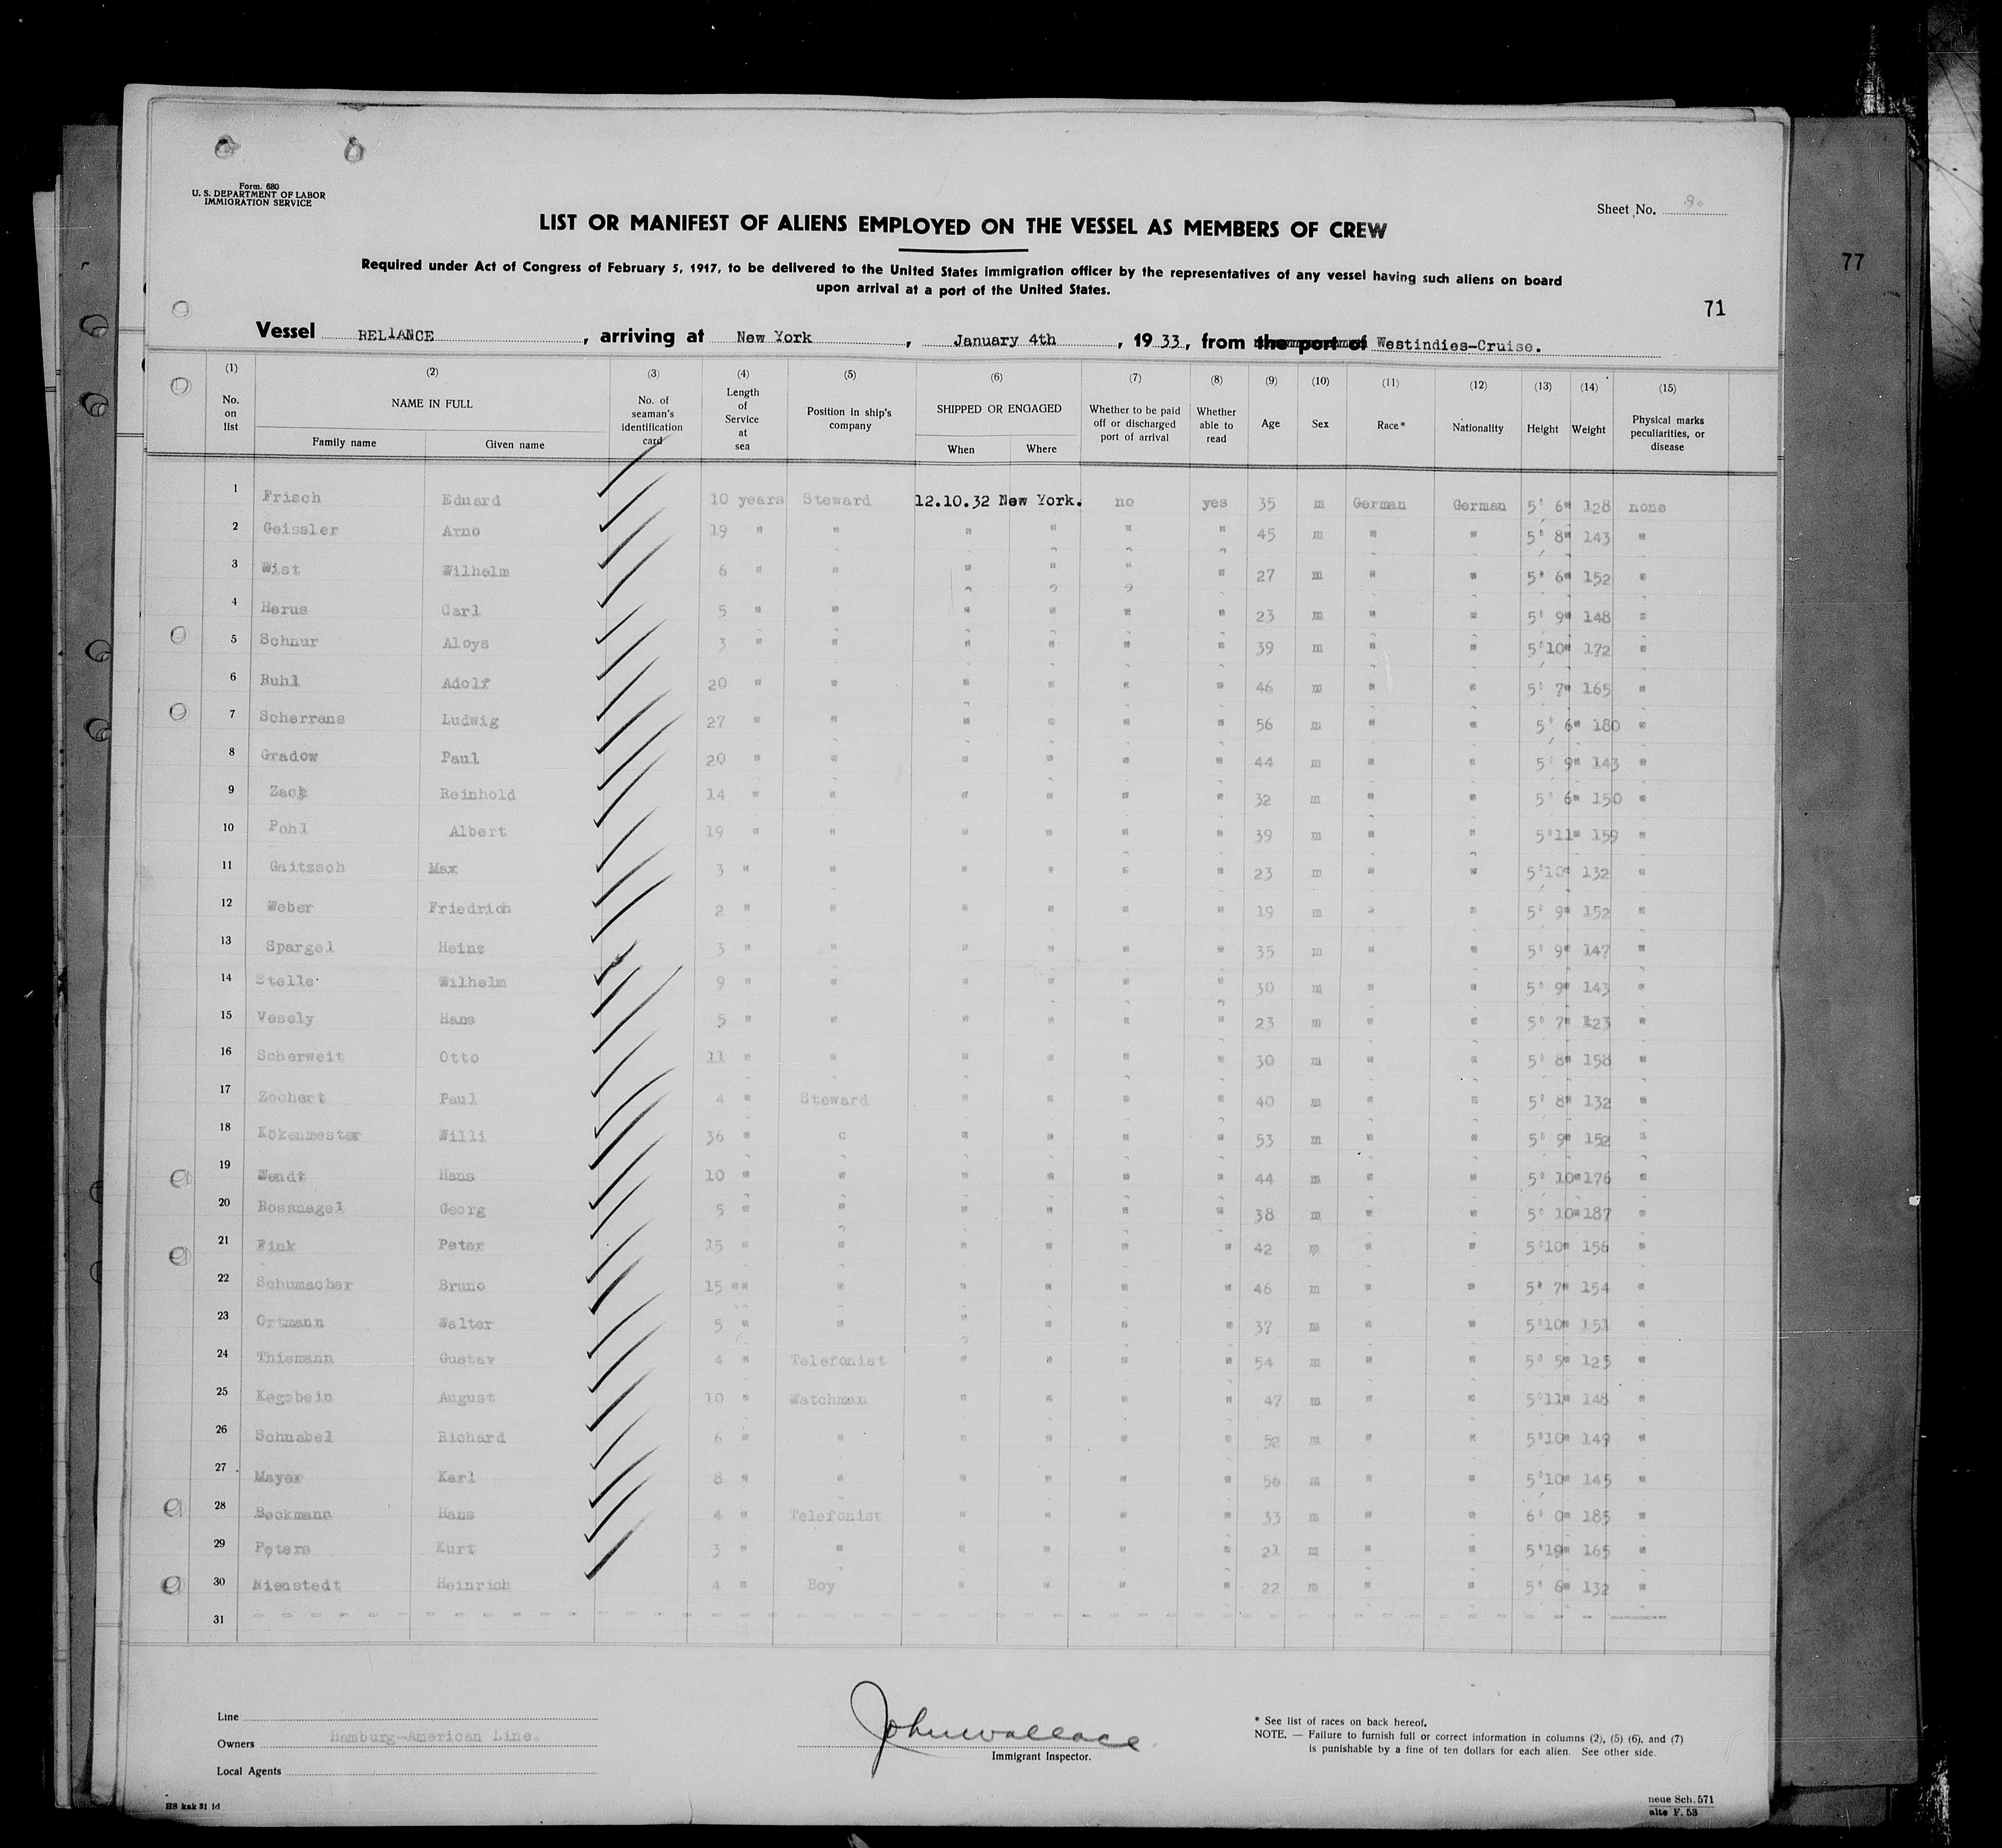 Form. 680
U. S. DEPARTMENT OF LABOR
IMMIGRATION SERVICE
Sheet No. 9.
LIST OR MANIFEST OF ALIENS EMPLOYED ON THE VESSEL AS MEMBERS OF CREW
Required under Act of Congress of February 5, 1917, to be delivered to the United States immigration officer by the representatives of any vessel having such aliens on board
upon arrival at a port of the United States.
77
71
Vessel RELIANCE, arriving at New York, January 4th, 1933, from the port of Westindies-Cruise.
(1) (2) (3) (4) (5) (6) (7) (8) (9) (10) (11) (12) (13) (14) (15)
No. on list NAME IN FULL Family name Given name No. of seaman's identification card Length of Service at sea Position in ship's company SHIPPED OR ENGAGED When Where Whether to be paid off or discharged port of arrival Whether able to read Age Sex Race* Nationality Height Weight Physical marks peculiarities, or disease
1 Frisch Eduard 10 years Steward 12.10.32 New York. no yes 35 m German German 5' 6" 128 none
2 Geissler Arno 19 " " " " " " 45 m " " 5' 8" 143 "
3 Wist Wilhelm 6 " " " " " " 27 m " " 5' 6" 152 "
4 Herus Carl 5 " " " " " 23 m " " 5' 9" 148 "
5 Schnur Aloys 3 " " " " " " 39 m " " 5'10" 172 "
6 Ruhl Adolf 20 " " " " " " 46 m " " 5' 7" 165 "
7 Scherrens Ludwig 27 " " " " " " 56 m " " 5' 6" 180 "
8 Gradow Paul 20 " " " " " " 44 m " " 5' 9" 143 "
9 Zach Reinhold 14 " " " " " " 32 m " " 5' 6" 150 "
10 Pohl Albert 19 " " " " " " 39 m " " 5'11" 159 "
11 Gaitzsch Max 3 " " " " " " 23 m " " 5'10" 132 "
12 Weber Friedrich 2 " " " " " " 19 m " " 5' 9" 152 "
13 Spargel Heinz 3 " " " " " " 35 m " " 5' 9" 147 "
14 Stelle Wilhelm 9 " " " " " " 30 m " " 5' 9" 143 "
15 Vesely Hans 5 " " " " " " 23 m " " 5' 7" 123 "
16 Scherweit Otto 11 " " " " " " 30 m " " 5' 8" 158 "
17 Zochert Paul 4 " Steward " " " " 40 m " " 5' 8" 132 "
18 Kökenmester Willi 36 " " " " " " 53 m " " 5' 9" 152 "
19 Wendt Hans 10 " " " " " " 44 m " " 5' 10" 176 "
20 Rossnagel Georg 5 " " " " " " 38 m " " 5' 10" 187 "
21 Fink Peter 15 " " " " " " 42 m " " 5'10" 156 "
22 Schumacher Bruno 15 "" " " " " " 46 m " " 5' 7" 154 "
23 Ortmann Walter 5 " " " " " " 37 m " " 5'10" 151 "
24 Thiemann Gustav 4 " Telefonist " " " " 54 m " " 5' 5" 125 "
25 Kegebein August 10 " Watchman " " " " 47 m " " 5'11" 148 "
26 Schnabel Richard 6 " " " " " " 52 m " " 5'10" 149 "
27 Mayer Karl 8 " " " " " " 56 m " " 5'10" 145 "
28 Beckmann Hans 4 " Telefonist " " " " 33 m " " 6' 0" 185 "
29 Peters Kurt 3 " " " " " " 21 m " " 165 "
30 Nienstedt Heinrich 4 " Boy " " " " 22 m " " 5' 6" 132 "
31
Line
Owners Hamburg-American Line.
Local Agents
John Wallace
Immigrant Inspector.
* See list of races on back hereof.
NOTE. — Failure to furnish full or correct information in columns (2), (5) (6), and (7)
is punishable by a fine of ten dollars for each alien. See other side.
HS kak 31 1d
neue Sch. 571
alte F. 53